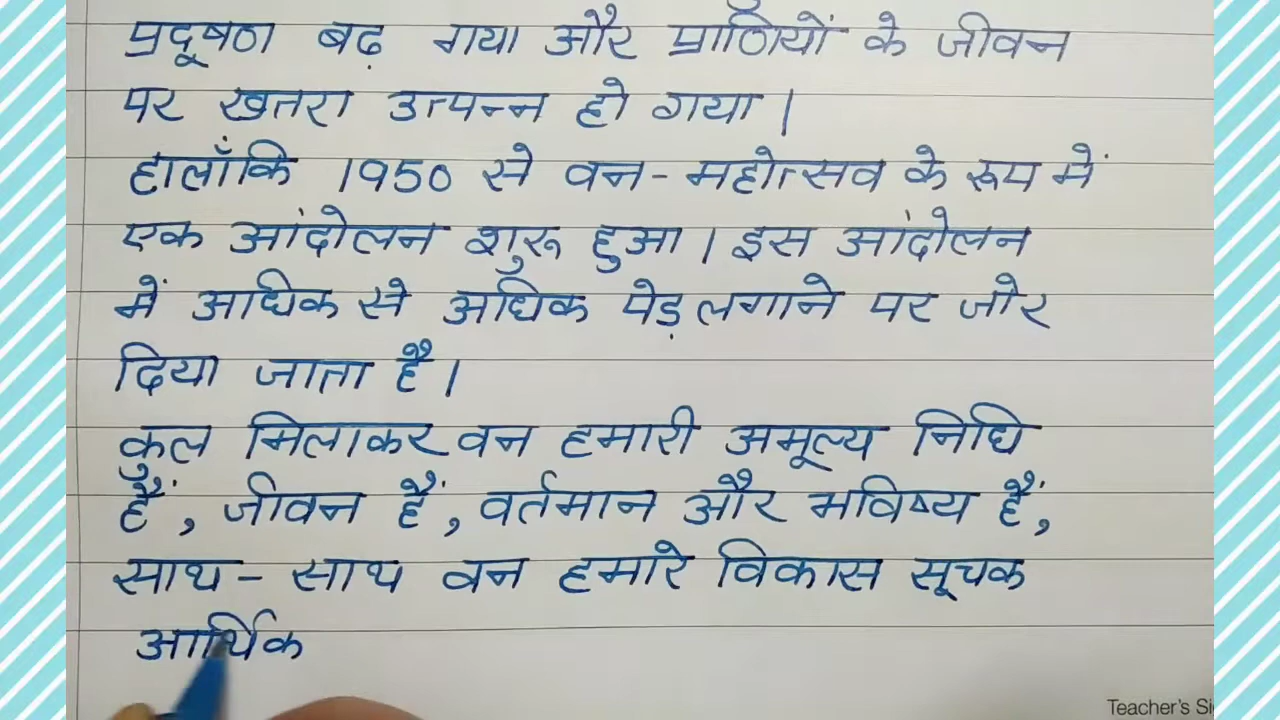 प्रदूषण बढ़ गया और प्राणियों के जीवन
पर खतरा उत्पन्न हो गया।
हालाँकि 1950 से वन-महोत्सव के रूप में
एक आंदोलन शुरू हुआ। इस आंदोलन
में अधिक से अधिक पेड़ लगाने पर जोर
दिया जाता है।
कुल मिलाकर वन हमारी अमूल्य निधि
हैं, जीवन हैं, वर्तमान और भविष्य हैं,
साथ-साथ वन हमारे विकास सूचक
आर्थिक
Teacher's